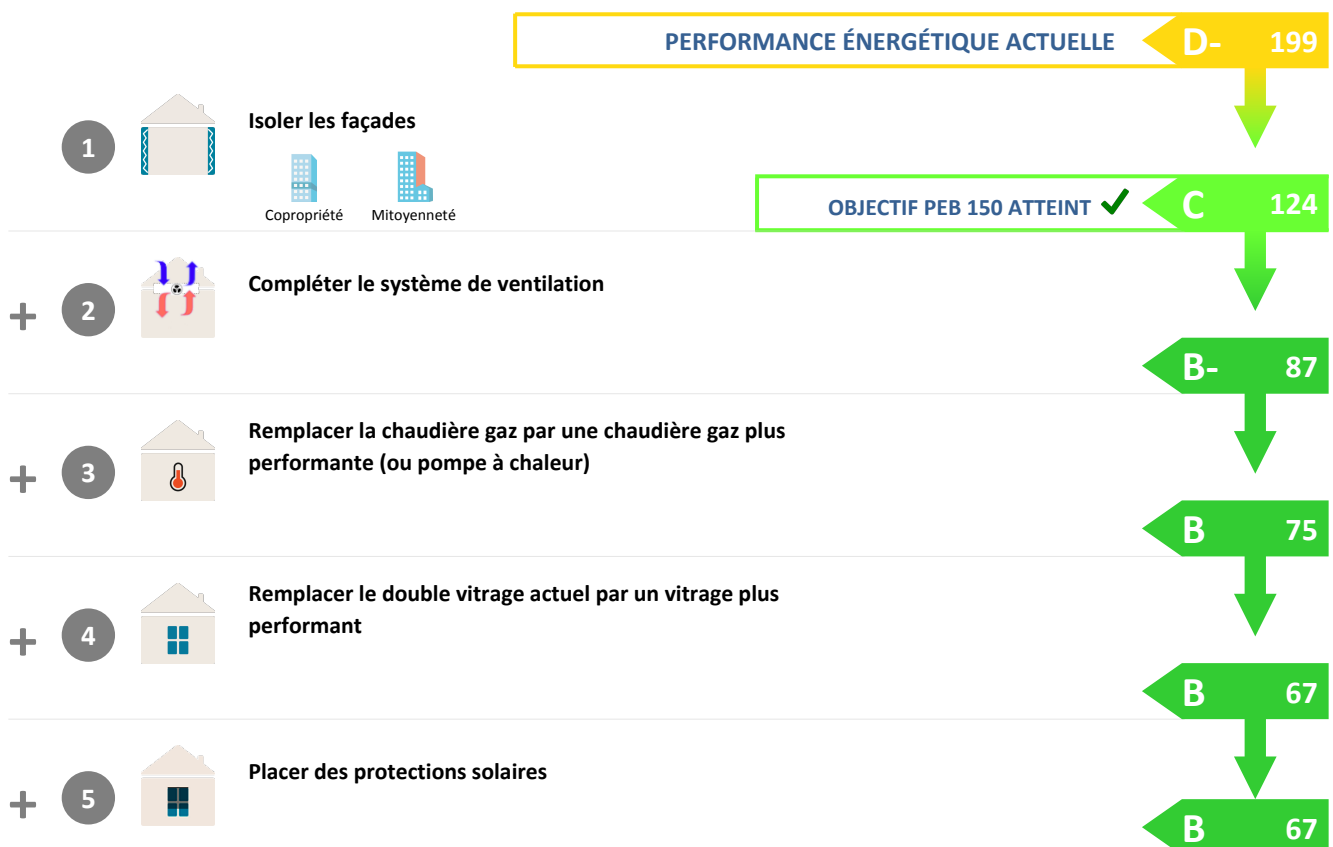 PERFORMANCE ÉNERGÉTIQUE ACTUELLE D- 199
1 Isoler les façades
Copropriété Mitoyenneté
OBJECTIF PEB 150 ATTEINT ✔ C 124
+ 2 Compléter le système de ventilation
B- 87
+ 3 Remplacer la chaudière gaz par une chaudière gaz plus
performante (ou pompe à chaleur)
B 75
+ 4 Remplacer le double vitrage actuel par un vitrage plus
performant
B 67
+ 5 Placer des protections solaires
B 67